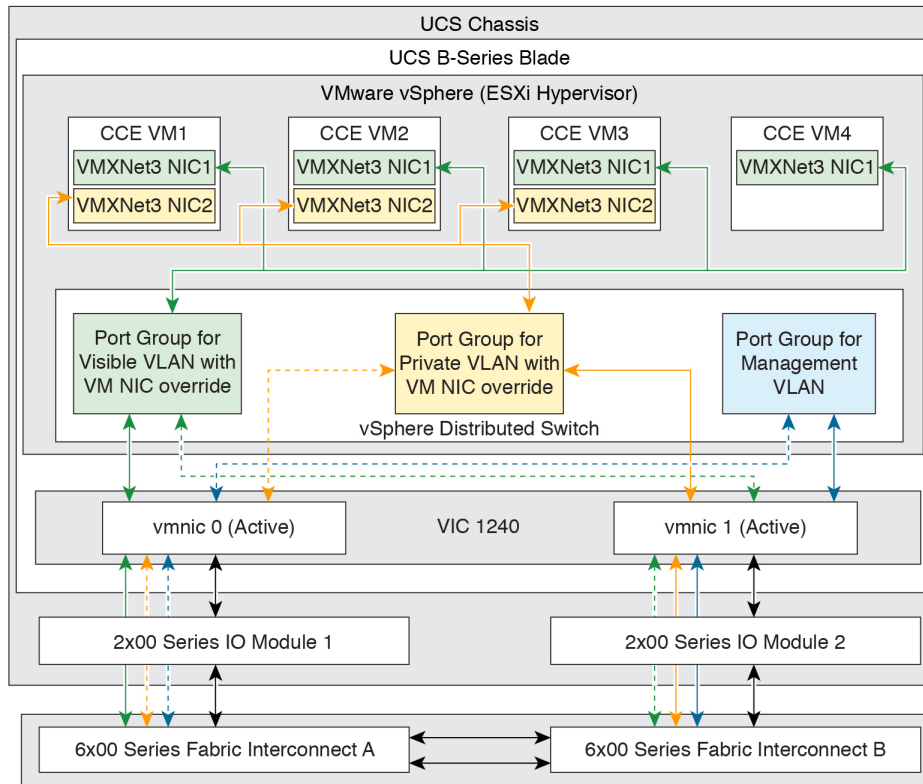 UCS Chassis
UCS B-Series Blade
VMware vSphere (ESXi Hypervisor)
CCE VM1
VMXNet3 NIC1
VMXNet3 NIC2
CCE VM2
VMXNet3 NIC1
VMXNet3 NIC2
CCE VM3
VMXNet3 NIC1
VMXNet3 NIC2
CCE VM4
VMXNet3 NIC1
Port Group for
Visible VLAN with
VM NIC override
Port Group for
Private VLAN with
VM NIC override
Port Group for
Management
VLAN
vSphere Distributed Switch
vmnic 0 (Active)
VIC 1240
vmnic 1 (Active)
2x00 Series IO Module 1
2x00 Series IO Module 2
6x00 Series Fabric Interconnect A
6x00 Series Fabric Interconnect B